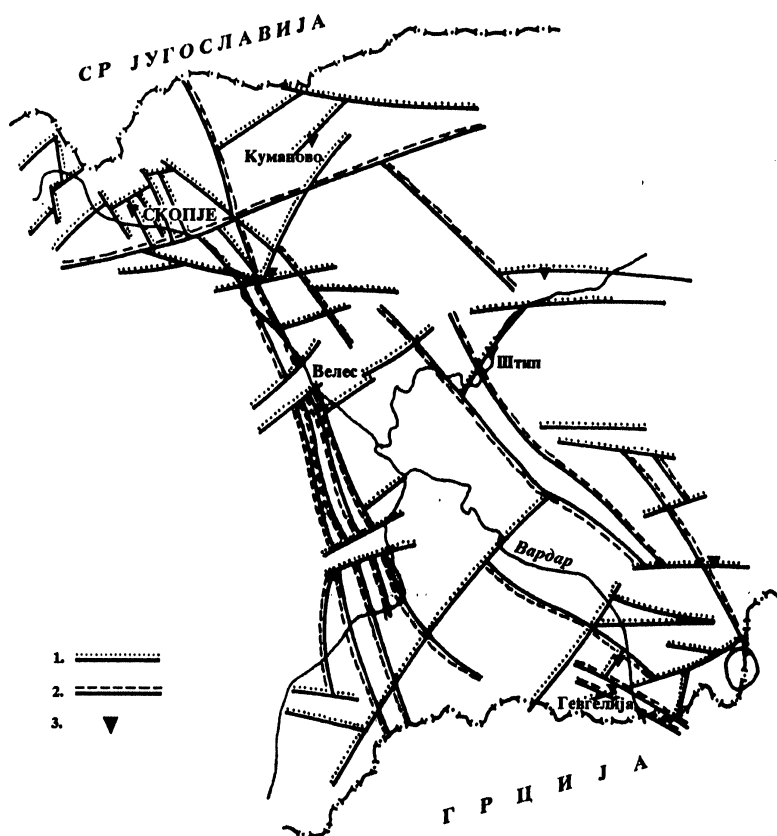 СР ЈУГОСЛАВИЈА
Куманово
СКОПЈЕ
Штип
Велес
Вардар
1.
2.
3.
Гевгелија
ГРЦИЈА